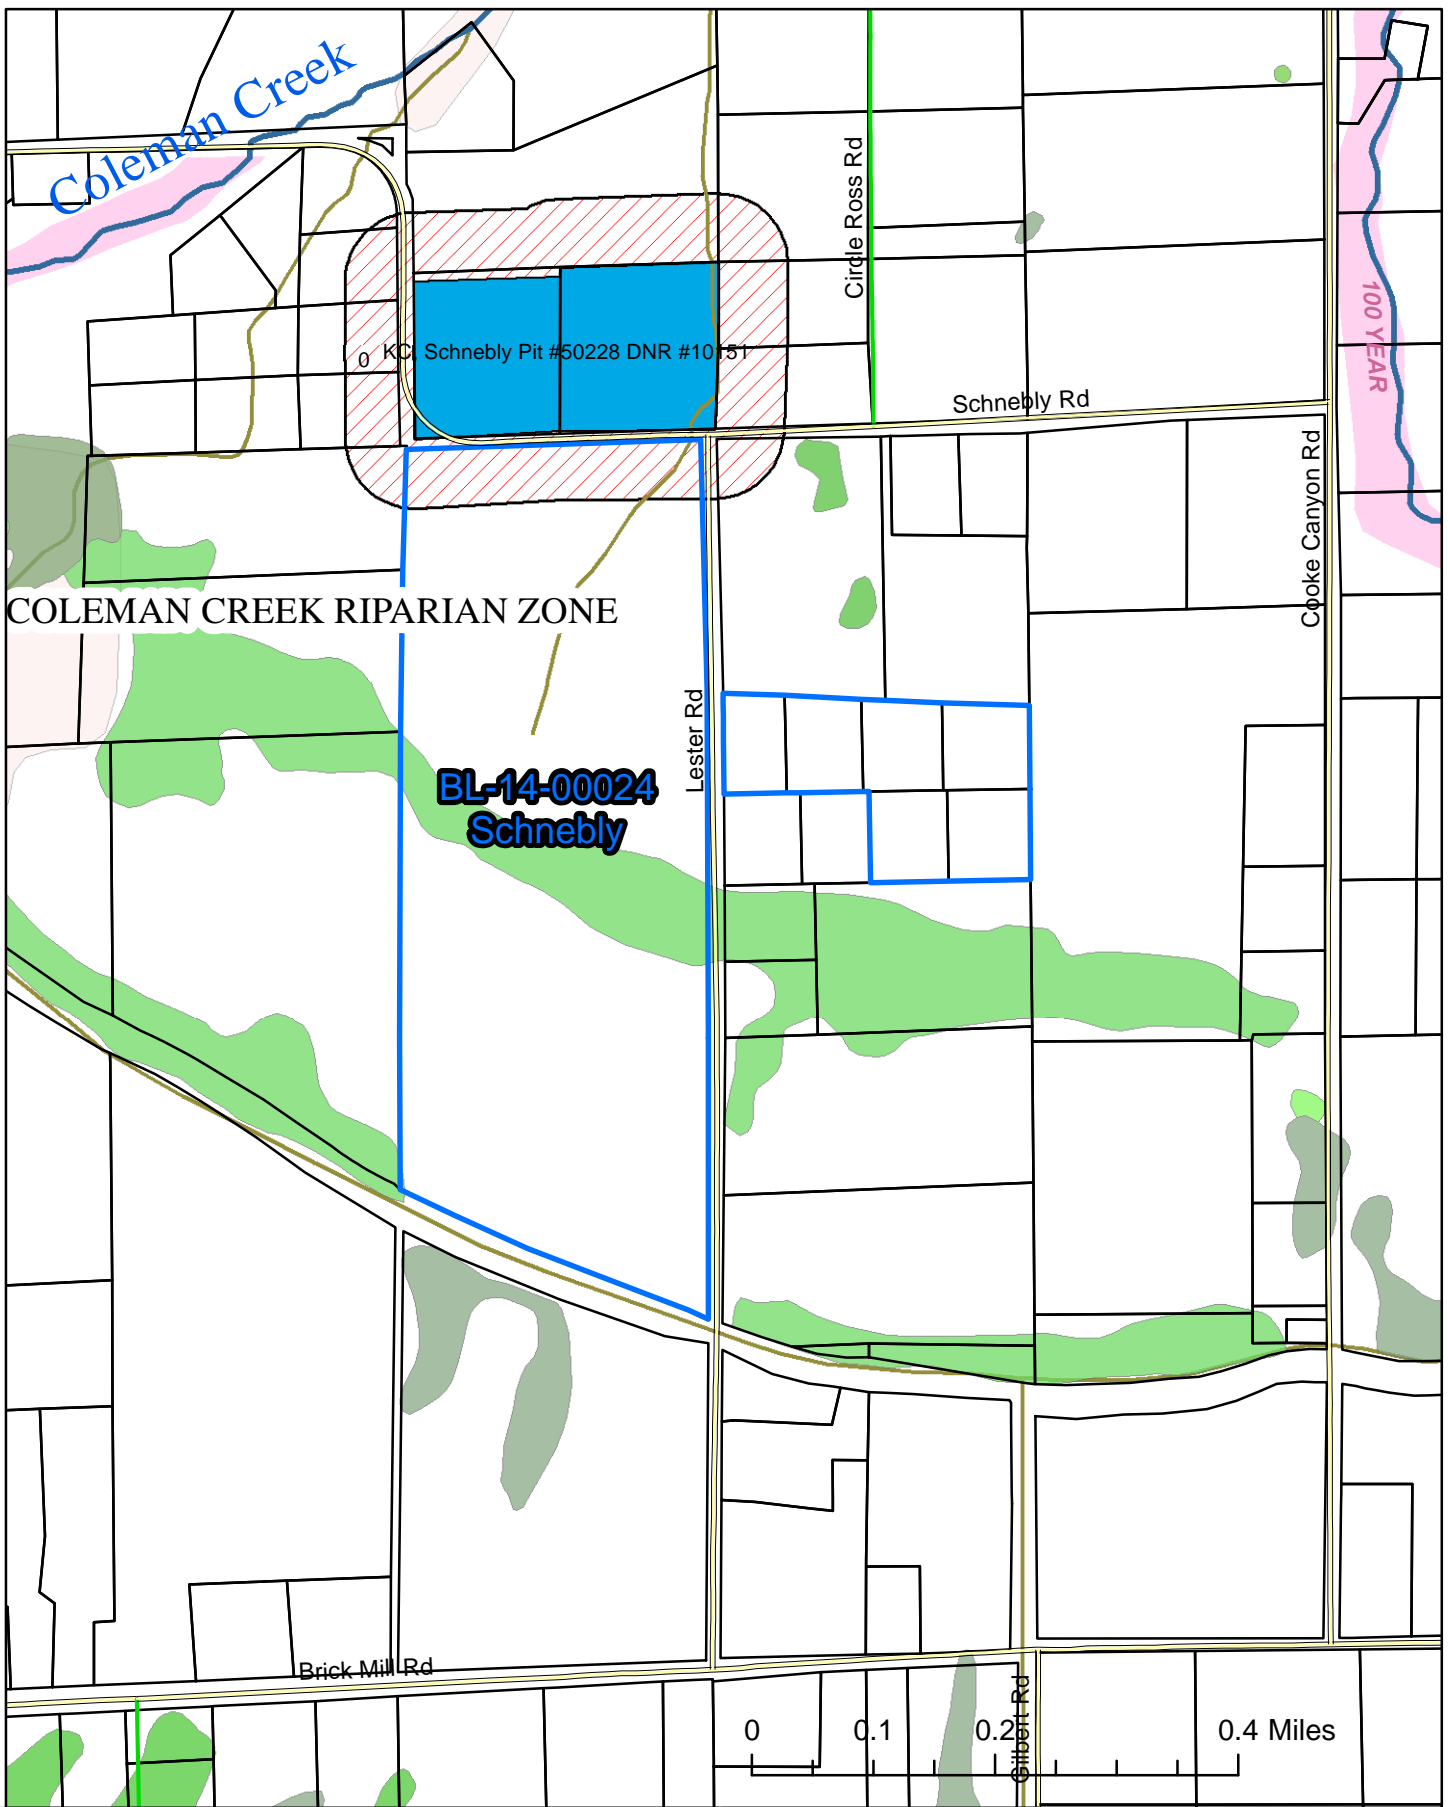 Coleman Creek
Circle Ross Rd
0
KC, Schnebly Pit #50228 DNR #10151
100 YEAR
Schnebly Rd
Cooke Canyon Rd
COLEMAN CREEK RIPARIAN ZONE
Lester Rd
BL-14-00024
Schnebly
Brick Mill Rd
Gilbert Rd
0 0.1 0.2 0.4 Miles